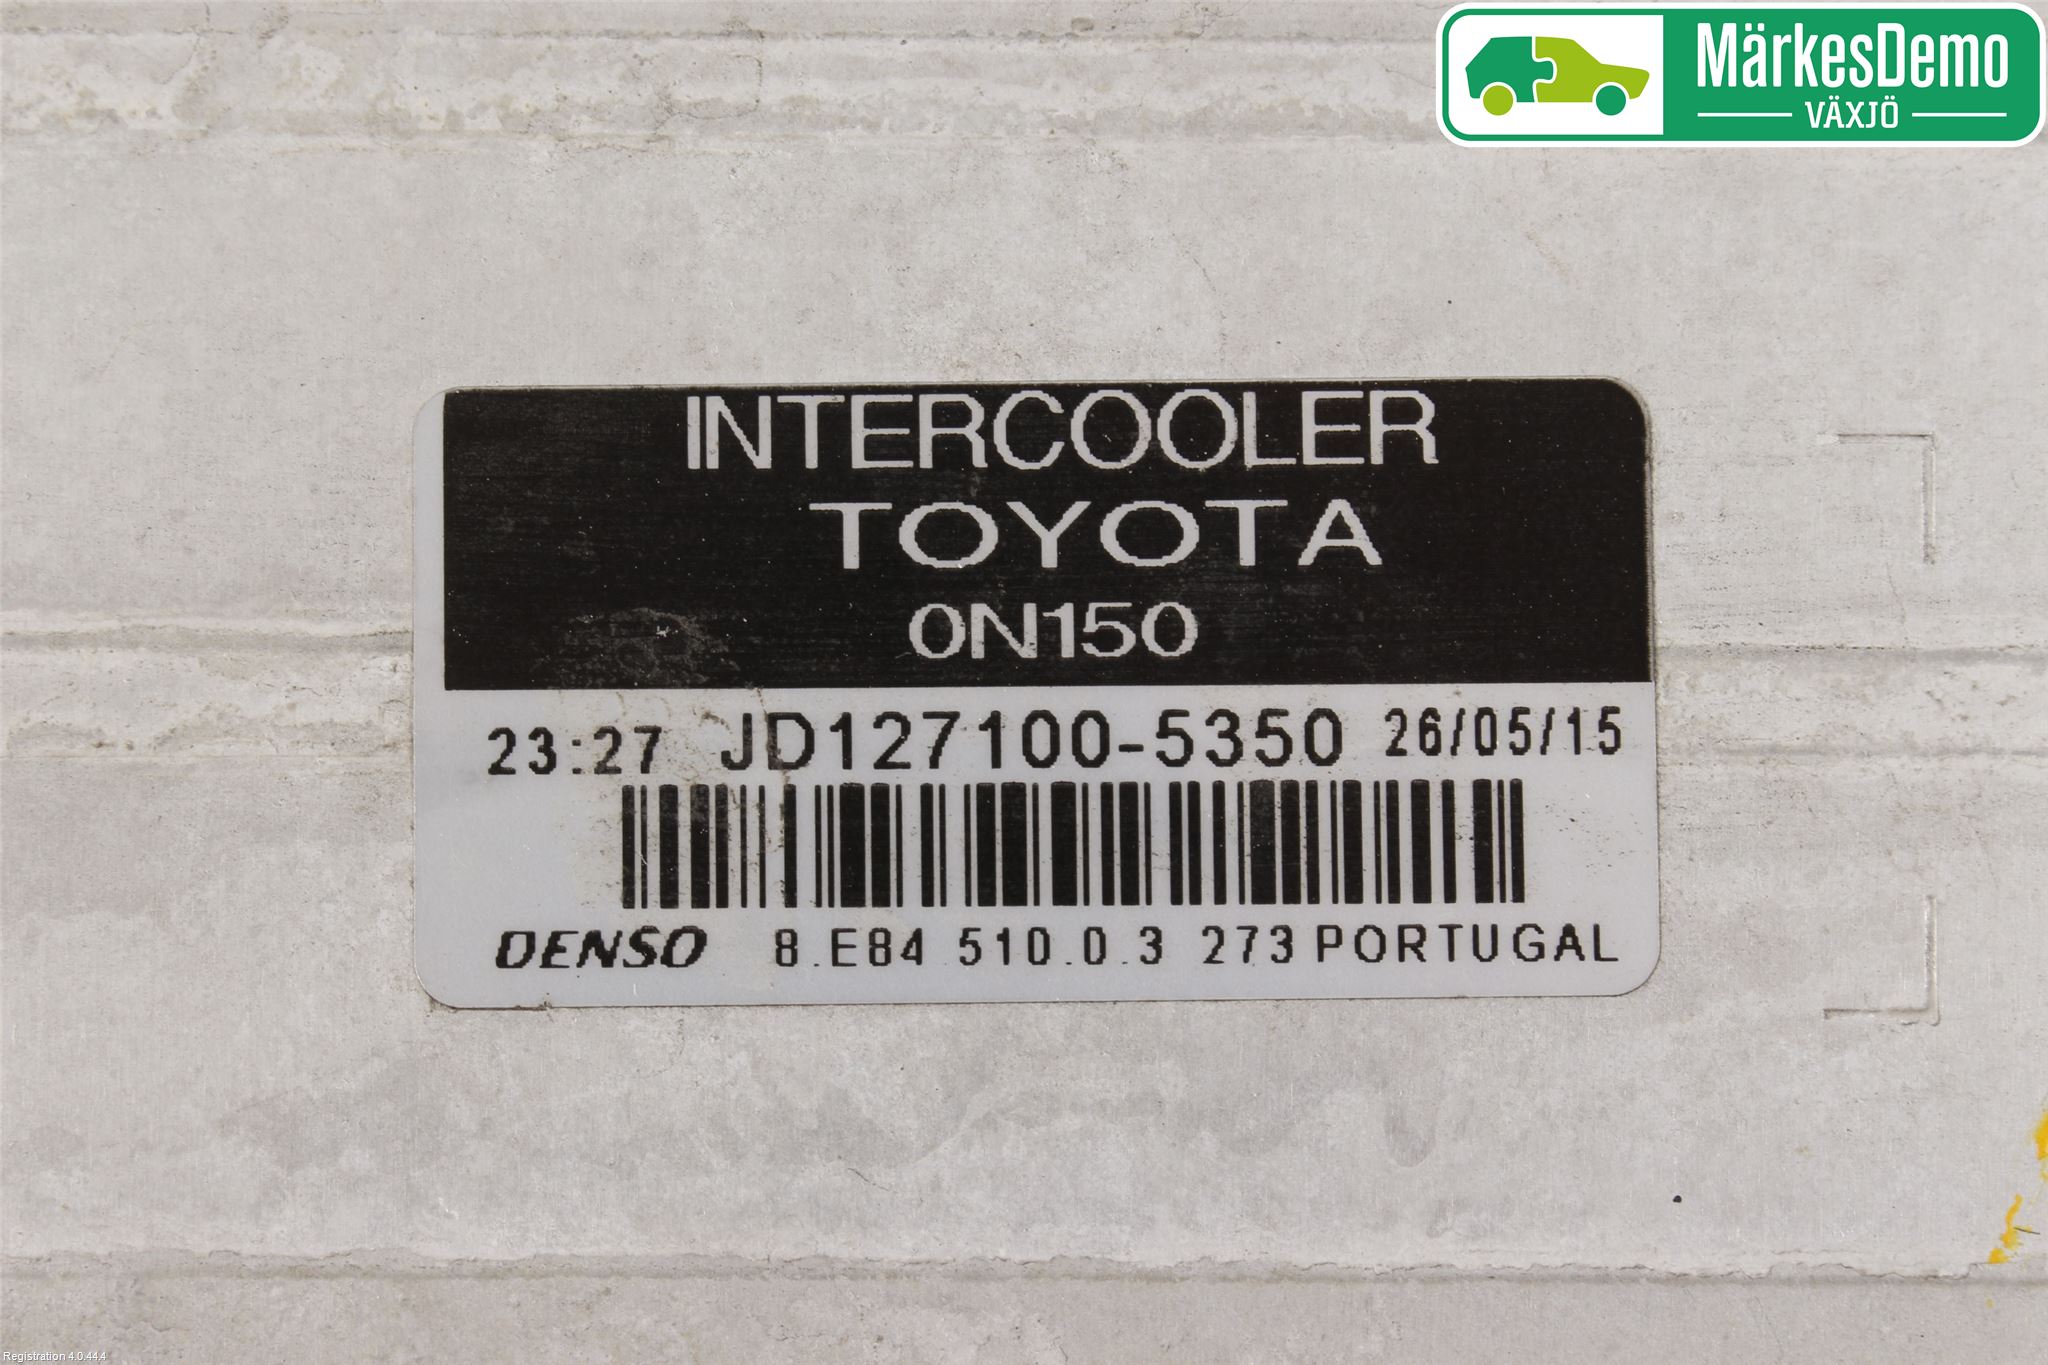 MärkesDemo
VÄXJÖ
INTERCOOLER
TOYOTA
0N150
23:27 JD127100-5350 26/05/15
DENSO 8.E84 510.0.3 273 PORTUGAL
Registration 4.0.44.4